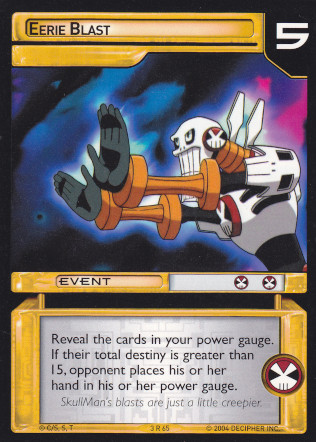 EERIE BLAST
5
EVENT
Reveal the cards in your power gauge.
If their total destiny is greater than
15, opponent places his or her
hand in his or her power gauge.
SkullMan's blasts are just a little creepier.
© C/S, S, T 3 R 65 © 2004 DECIPHER INC.